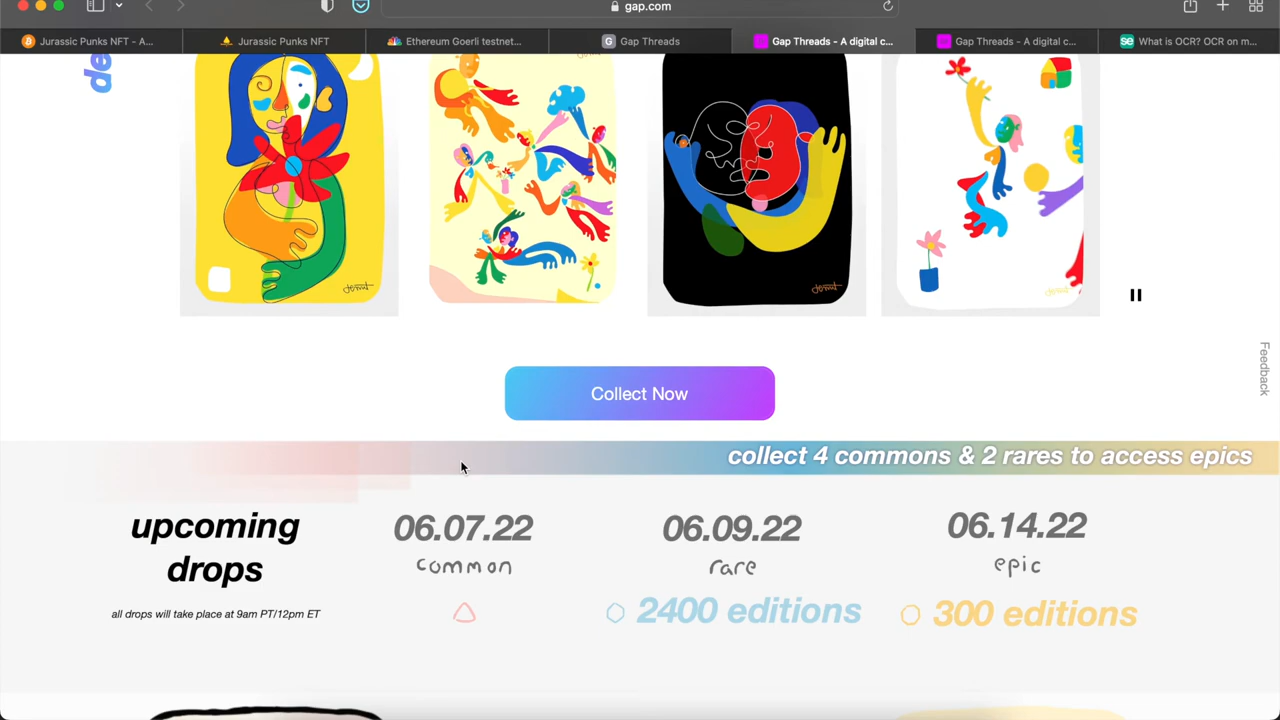 gap.com
Jurassic Punks NFT - A...
Jurassic Punks NFT
Ethereum Goerli testnet...
G Gap Threads
Gap Threads - A digital c...
Gap Threads - A digital c...
SE What is OCR? OCR on m...
de
Feedback
Collect Now
collect 4 commons & 2 rares to access epics
upcoming
drops
all drops will take place at 9am PT/12pm ET
06.07.22
common
06.09.22
rare
2400 editions
06.14.22
epic
300 editions